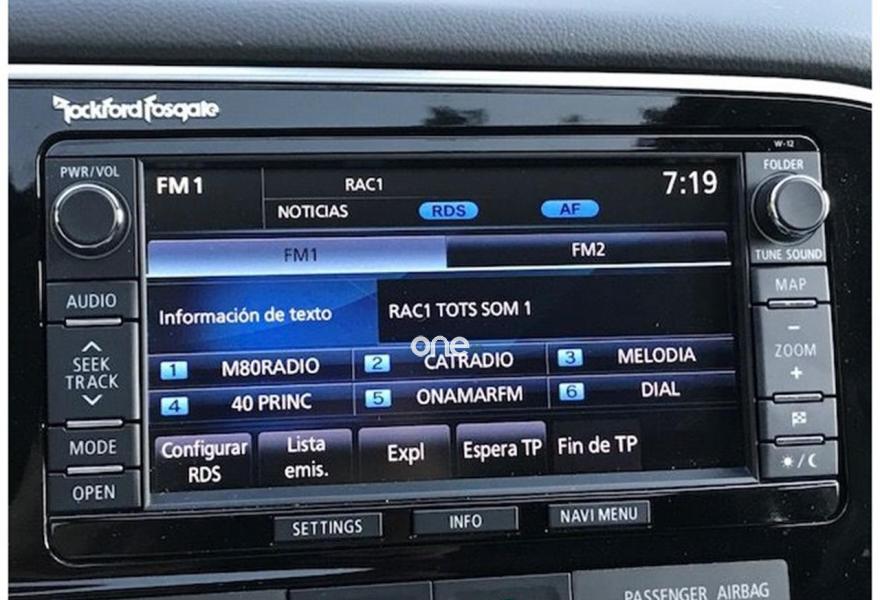 Rockford Fosgate
W-12
PWR/VOL
FOLDER
FM1
RAC1
7:19
NOTICIAS
RDS
AF
TUNE SOUND
FM1
FM2
AUDIO
MAP
Información de texto
RAC1 TOTS SOM 1
one
SEEK
TRACK
ZOOM
1 M80RADIO
2 CATRADIO
3 MELODIA
4 40 PRINC
5 ONAMARFM
6 DIAL
MODE
Configurar
RDS
Lista
emis.
Expl
Espera TP
Fin de TP
OPEN
SETTINGS
INFO
NAVI MENU
PASSENGER AIRBAG